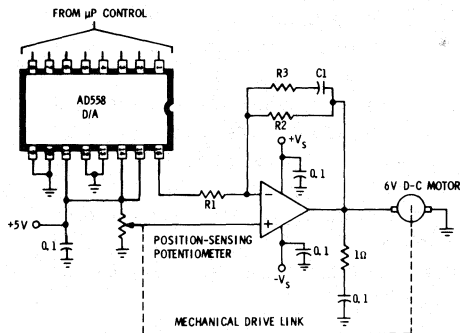 FROM μP CONTROL
AD558
D/A
R3
C1
R2
+Vs
0.1
R1
6V D-C MOTOR
−
+
+5V
0.1
POSITION-SENSING
POTENTIOMETER
0.1
−Vs
1Ω
0.1
MECHANICAL DRIVE LINK